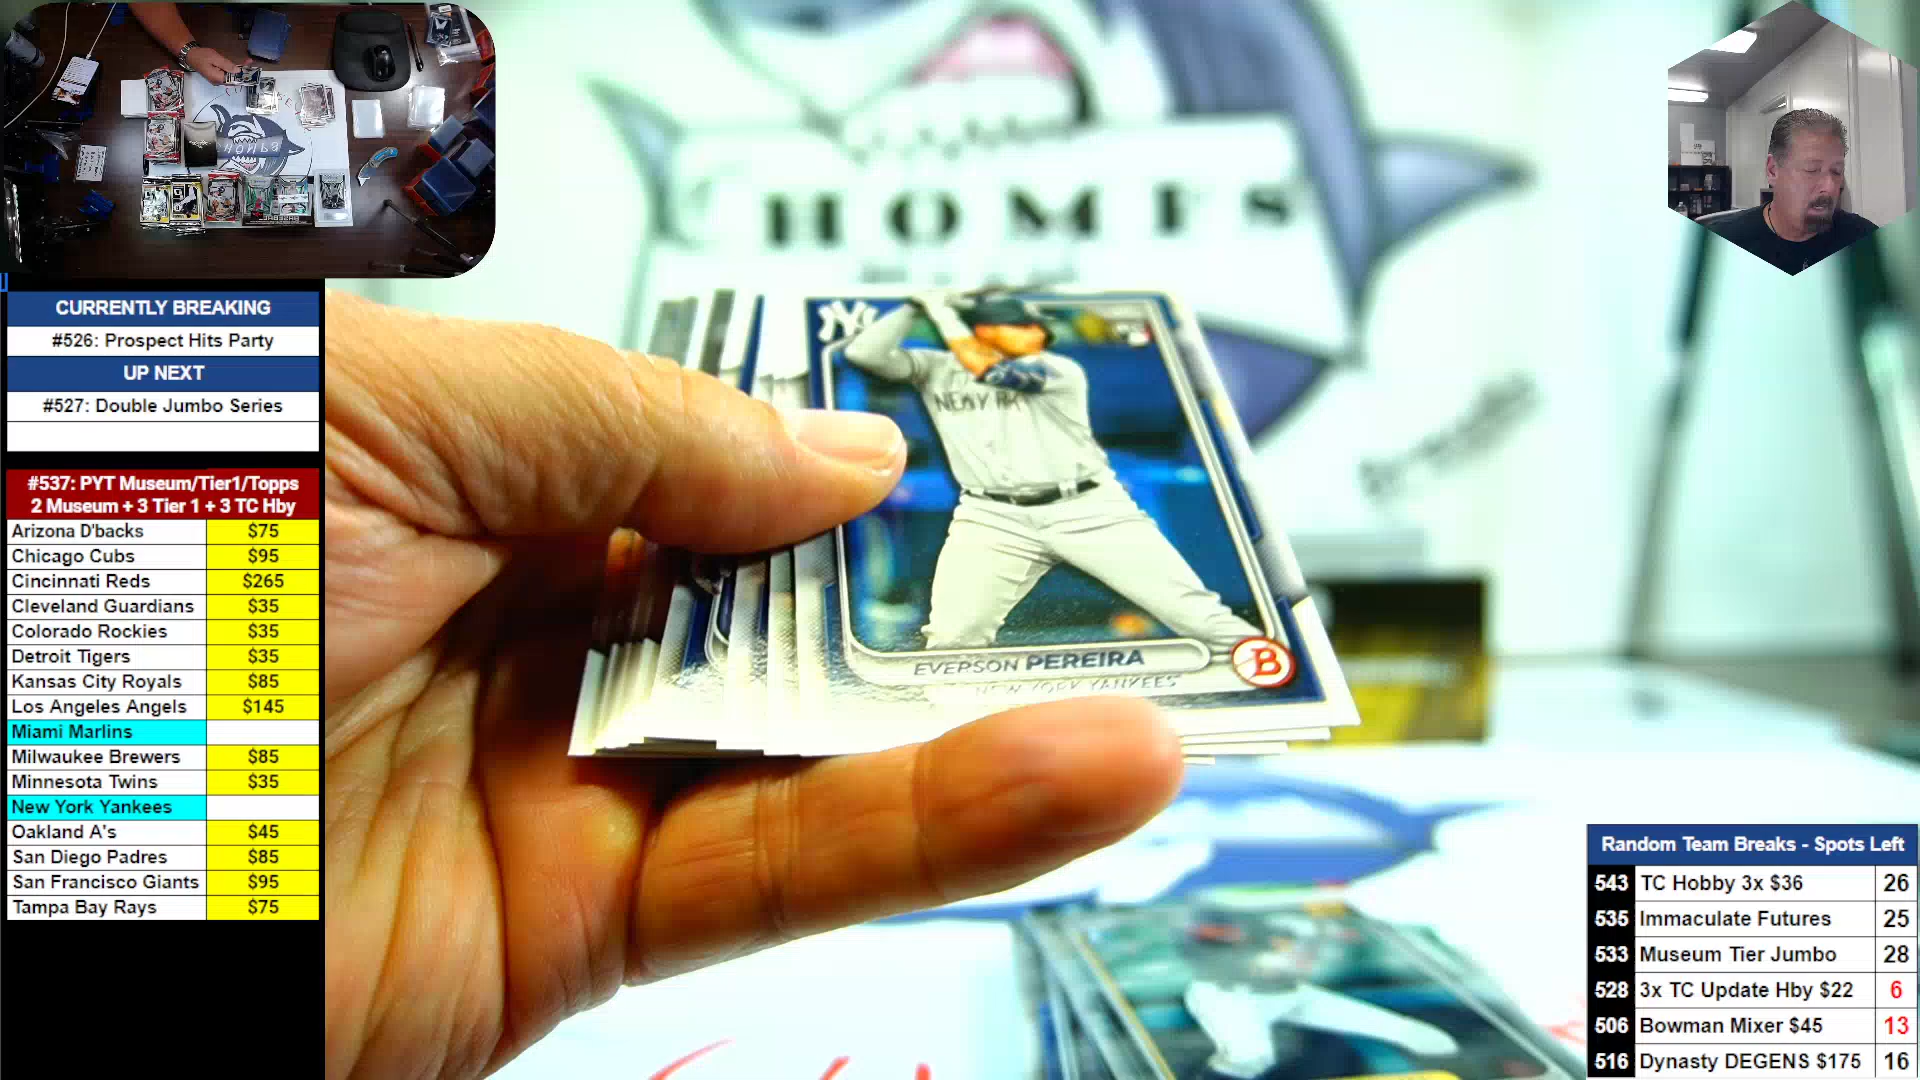 CURRENTLY BREAKING
#526: Prospect Hits Party
UP NEXT
#527: Double Jumbo Series
#537: PYT Museum/Tier1/Topps
2 Museum + 3 Tier 1 + 3 TC Hby
Arizona D'backs $75
Chicago Cubs $95
Cincinnati Reds $265
Cleveland Guardians $35
Colorado Rockies $35
Detroit Tigers $35
Kansas City Royals $85
Los Angeles Angels $145
Miami Marlins
Milwaukee Brewers $85
Minnesota Twins $35
New York Yankees
Oakland A's $45
San Diego Padres $85
San Francisco Giants $95
Tampa Bay Rays $75
HOMES
NY
EVERSON PEREIRA
NEW YORK YANKEES
B
Random Team Breaks - Spots Left
543 TC Hobby 3x $36 26
535 Immaculate Futures 25
533 Museum Tier Jumbo 28
528 3x TC Update Hby $22 6
506 Bowman Mixer $45 13
516 Dynasty DEGENS $175 16